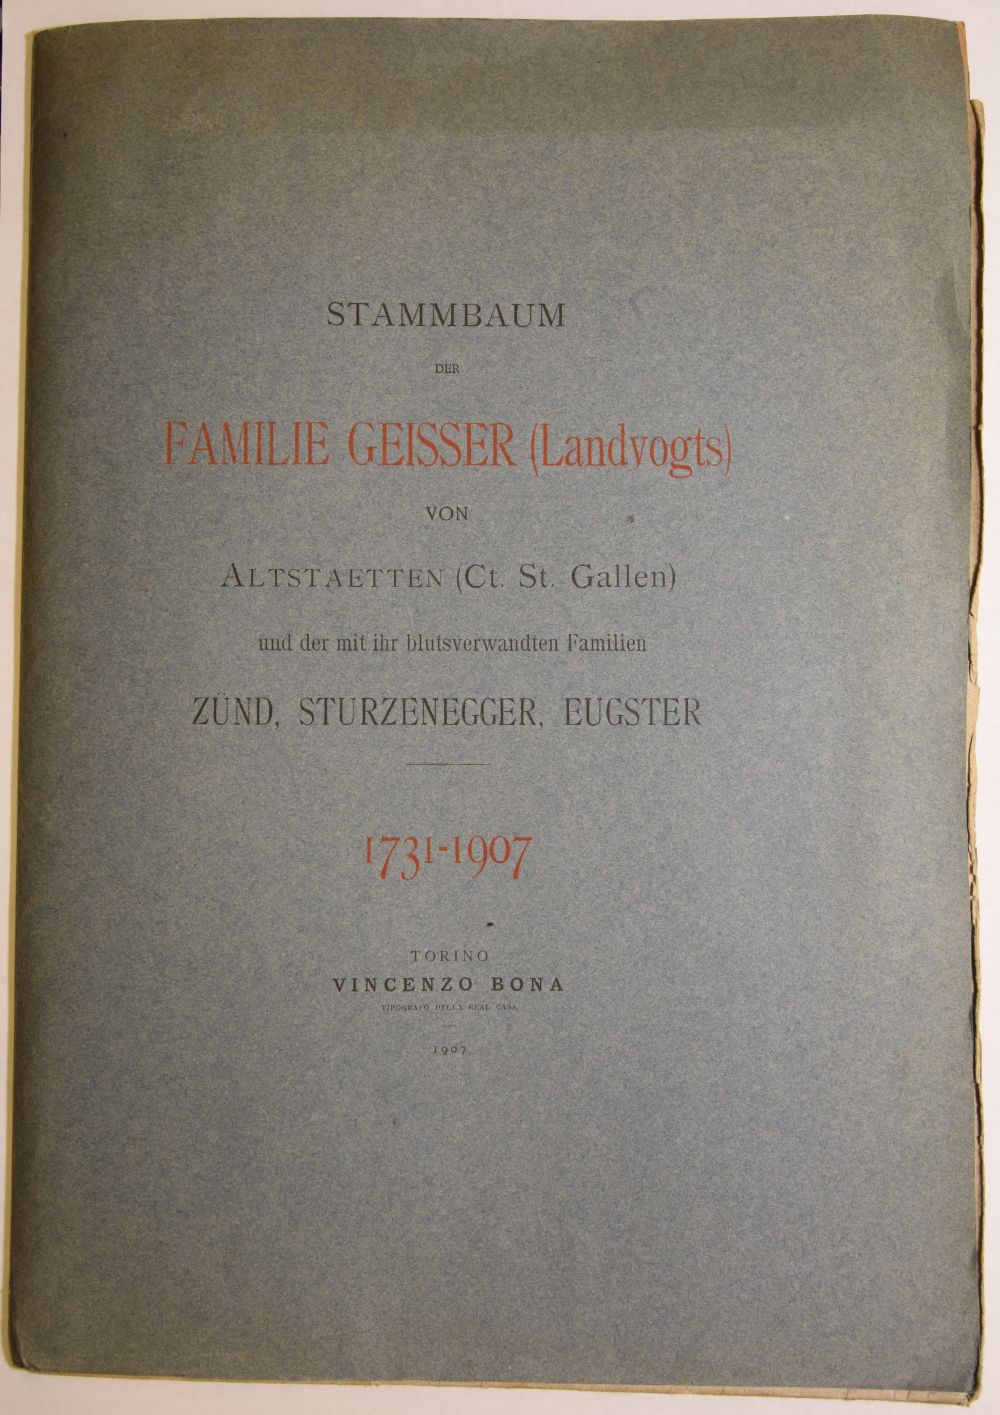 STAMMBAUM
DER
FAMILIE GEISSER (Landvogts)
VON
ALTSTAETTEN (Ct. St. Gallen)
und der mit ihr blutsverwandten Familien
ZÜND, STURZENEGGER, EUGSTER
1731-1907
TORINO
VINCENZO BONA
TIPOGRAFO DELLA REAL CASA
1907